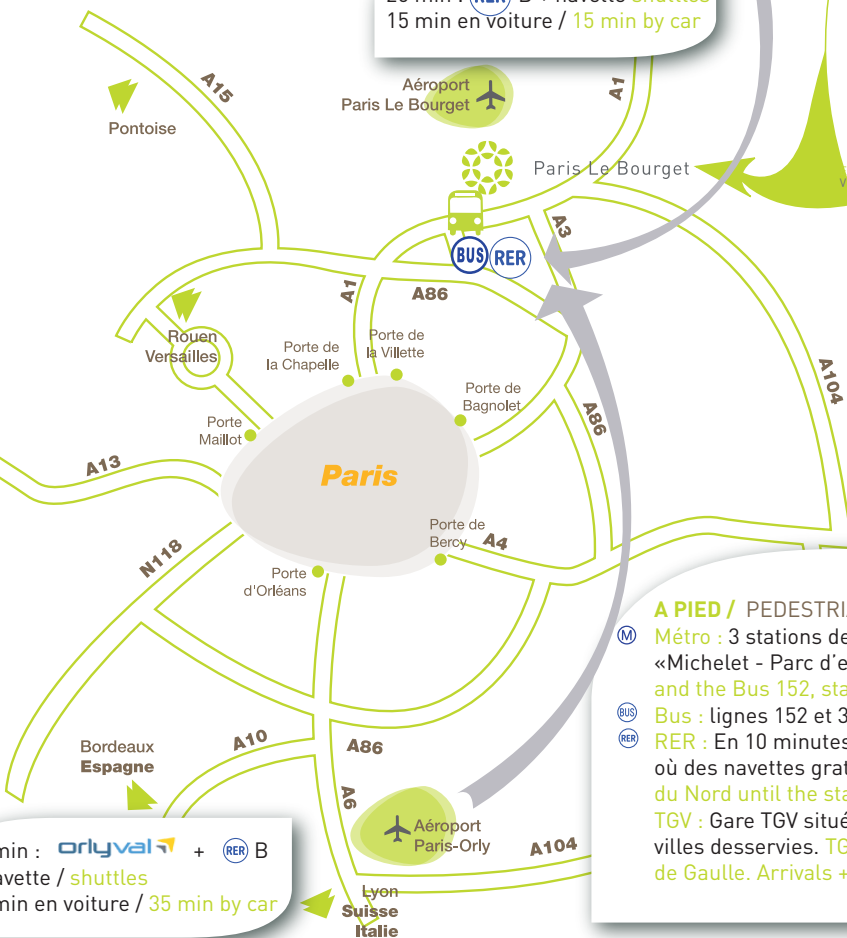 RER B + navette shuttles
15 min en voiture / 15 min by car
A15
Aéroport
Paris Le Bourget
A1
Pontoise
Paris Le Bourget
A3
BUS RER
A1
A86
Rouen
Versailles
Porte de
la Chapelle
Porte de
la Villette
Porte de
Bagnolet
A104
Porte
Maillot
A86
A13
Paris
Porte de
Bercy
A4
N118
Porte
d'Orléans
A PIED / PEDESTRI
M Métro : 3 stations de
«Michelet - Parc d'e
and the Bus 152, sta
BUS Bus : lignes 152 et 3
RER RER : En 10 minutes
où des navettes grat
du Nord until the sta
TGV : Gare TGV situé
villes desservies. TG
de Gaulle. Arrivals +
Bordeaux
Espagne
A10
A86
A6
Aéroport
Paris-Orly
A104
min : orlyval + RER B
avette / shuttles
min en voiture / 35 min by car
Lyon
Suisse
Italie